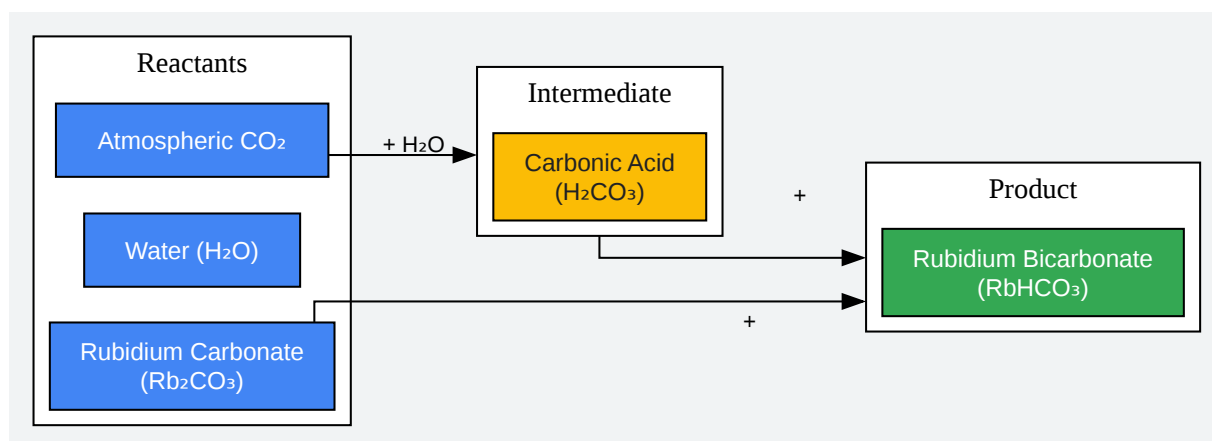 Reactants
Atmospheric CO₂
Water (H₂O)
Rubidium Carbonate
(Rb₂CO₃)
+ H₂O
Intermediate
Carbonic Acid
(H₂CO₃)
+
+
Product
Rubidium Bicarbonate
(RbHCO₃)